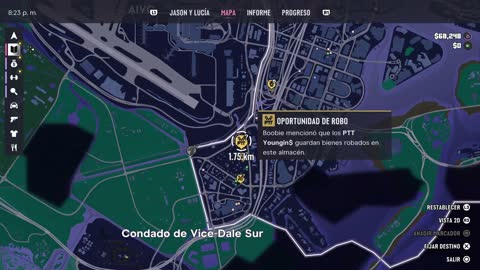 8:23 p. m.
L1 JASON Y LUCÍA MAPA INFORME PROGRESO R1
$68,248
$0
OPORTUNIDAD DE ROBO
Boobie mencionó que los PTT
Youngin$ guardan bienes robados en
este almacén.
1.75 km
Condado de Vice-Dale Sur
RESTABLECER
VISTA 2D
AÑADIR MARCADOR
FIJAR DESTINO
SALIR